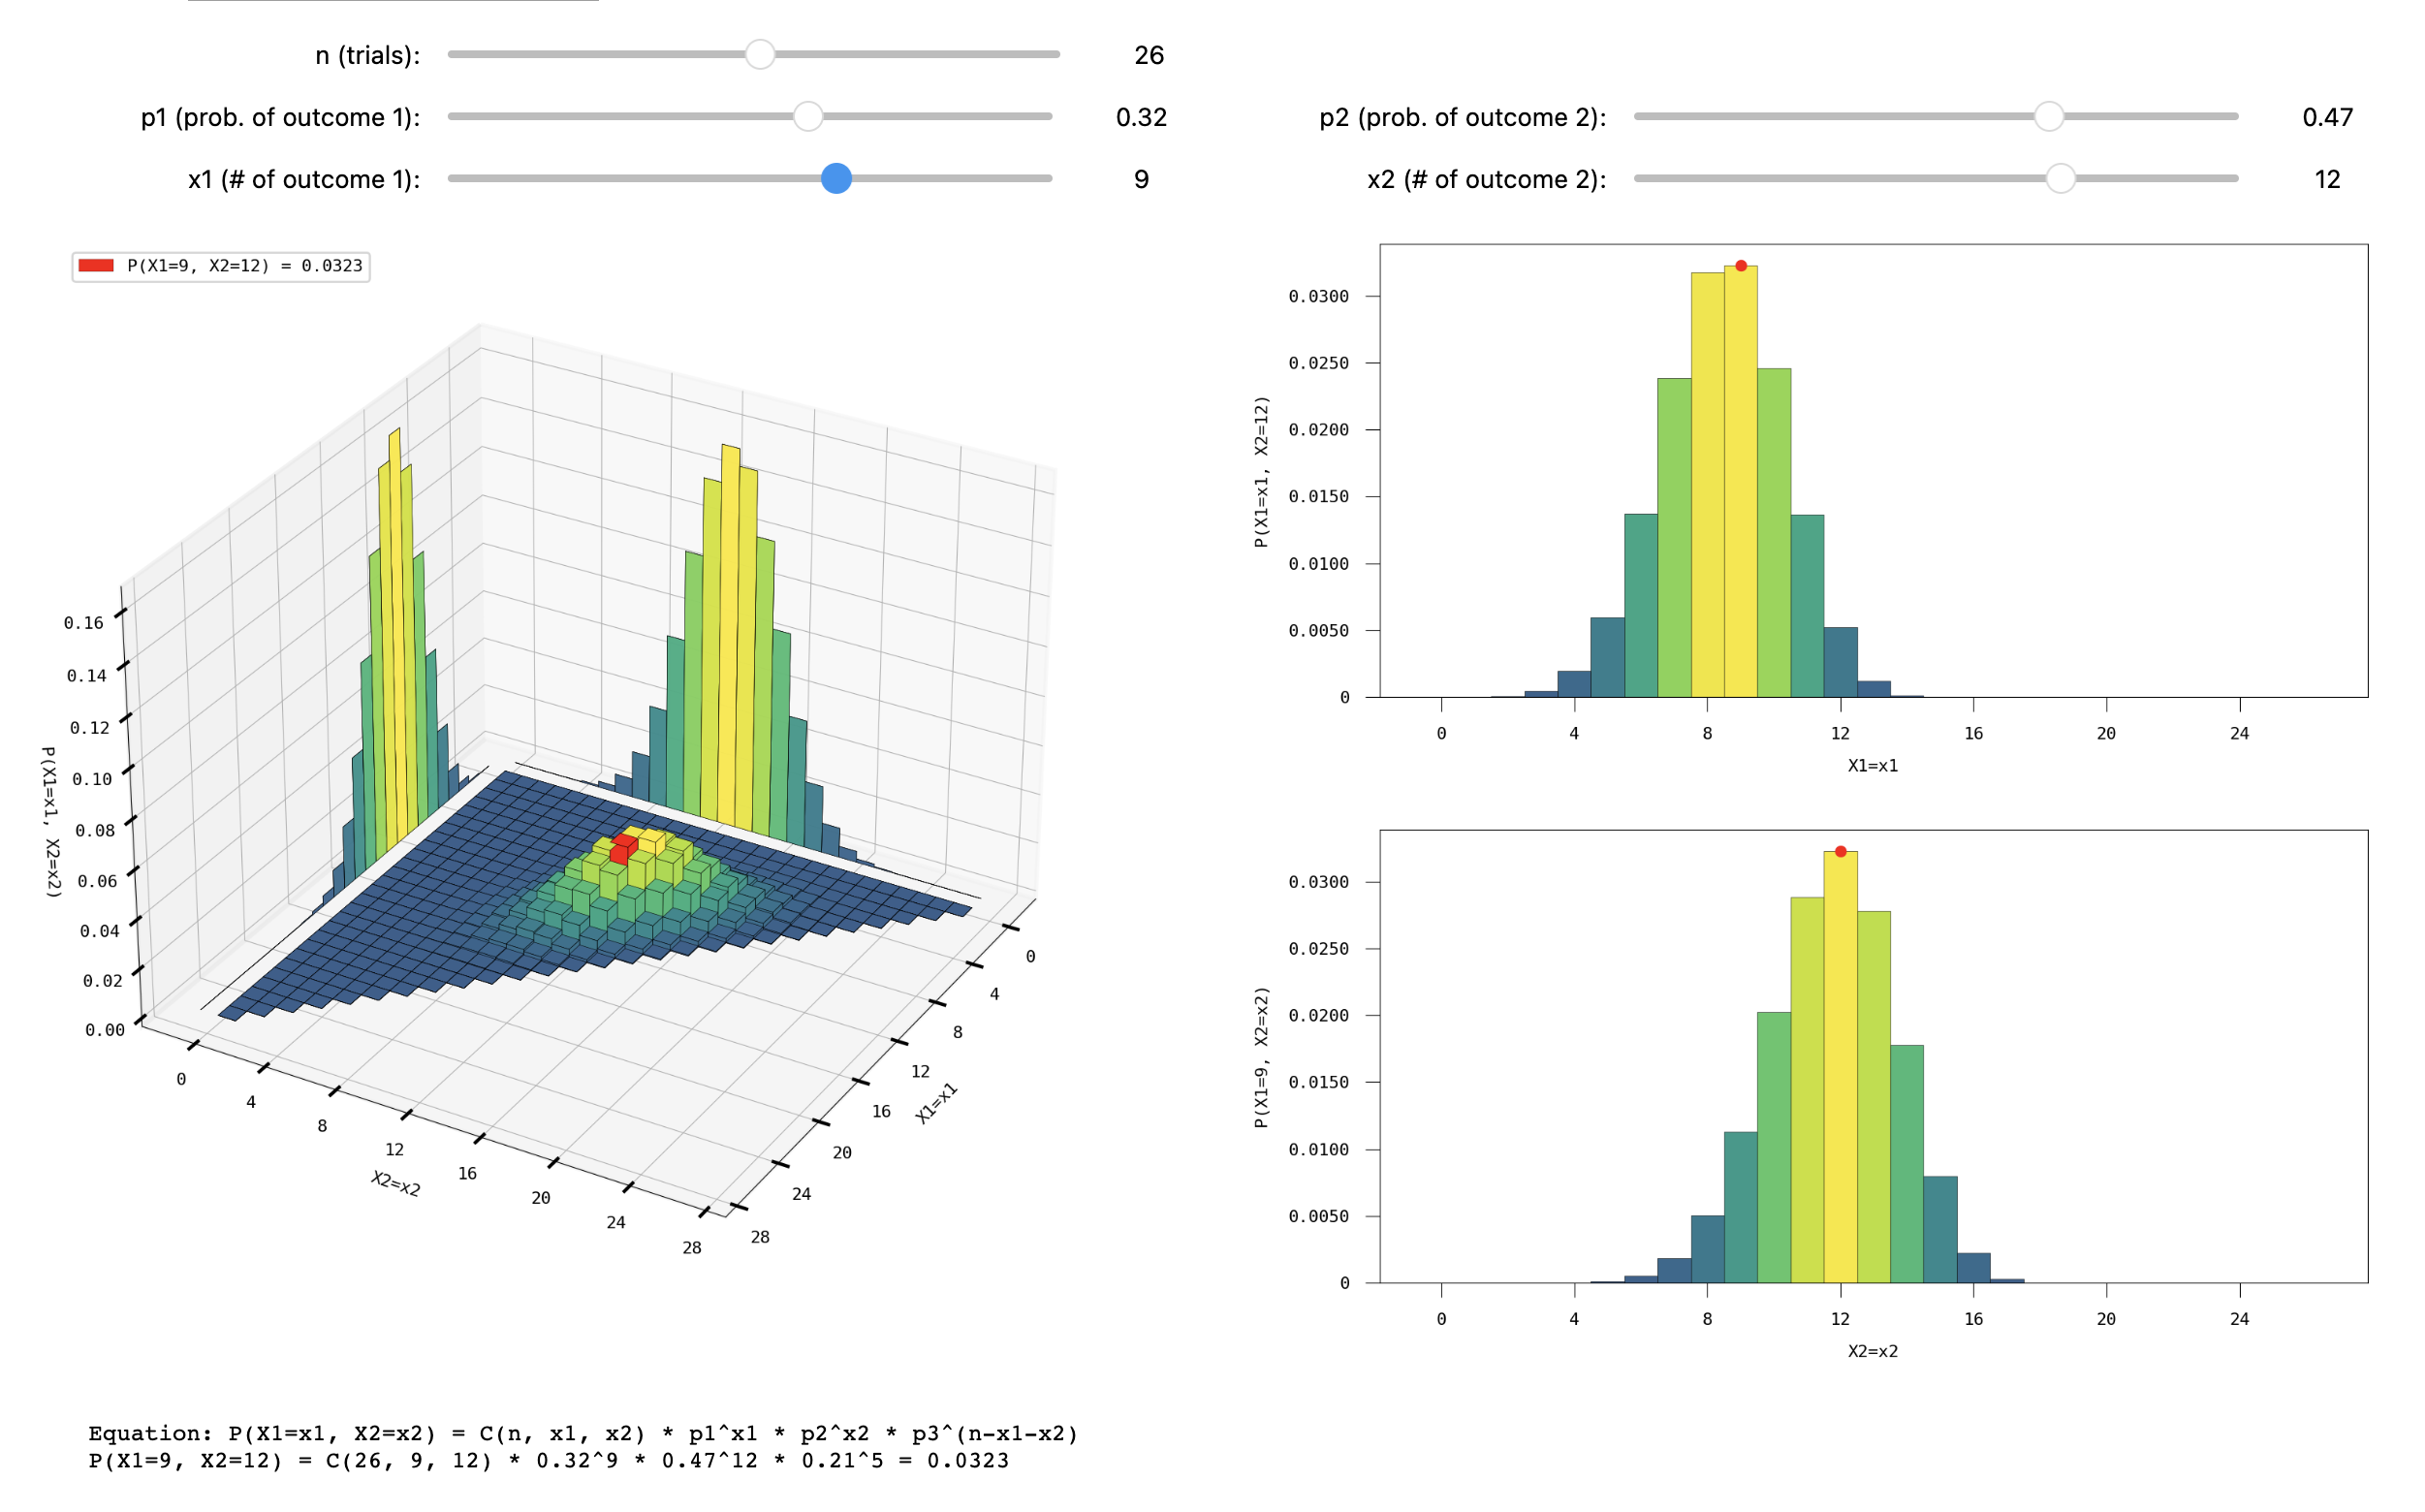 n (trials): 26
p1 (prob. of outcome 1): 0.32
p2 (prob. of outcome 2): 0.47
x1 (# of outcome 1): 9
x2 (# of outcome 2): 12
P(X1=9, X2=12) = 0.0323
0.16
0.14
0.12
0.10
0.08
0.06
0.04
0.02
0.00
P(X1=x1, X2=x2)
0
4
8
12
16
20
24
28
X2=x2
0
4
8
12
16
20
24
28
X1=x1
0.0300
0.0250
0.0200
0.0150
0.0100
0.0050
0
P(X1=x1, X2=12)
0 4 8 12 16 20 24
X1=x1
0.0300
0.0250
0.0200
0.0150
0.0100
0.0050
0
P(X1=9, X2=x2)
0 4 8 12 16 20 24
X2=x2
Equation: P(X1=x1, X2=x2) = C(n, x1, x2) * p1^x1 * p2^x2 * p3^(n-x1-x2)
P(X1=9, X2=12) = C(26, 9, 12) * 0.32^9 * 0.47^12 * 0.21^5 = 0.0323